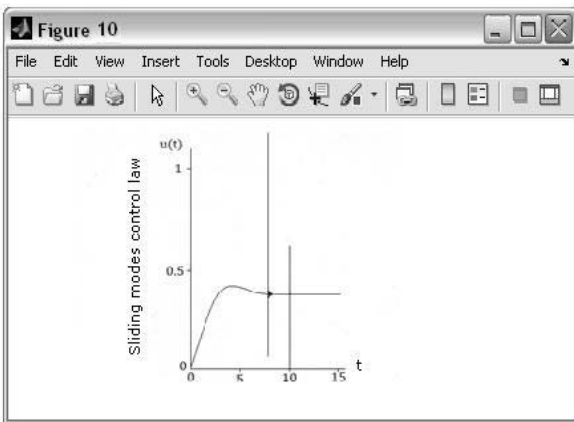 Figure 10
File Edit View Insert Tools Desktop Window Help
u(t)
Sliding modes control law
1
0.5
0
0 5 10 15
t